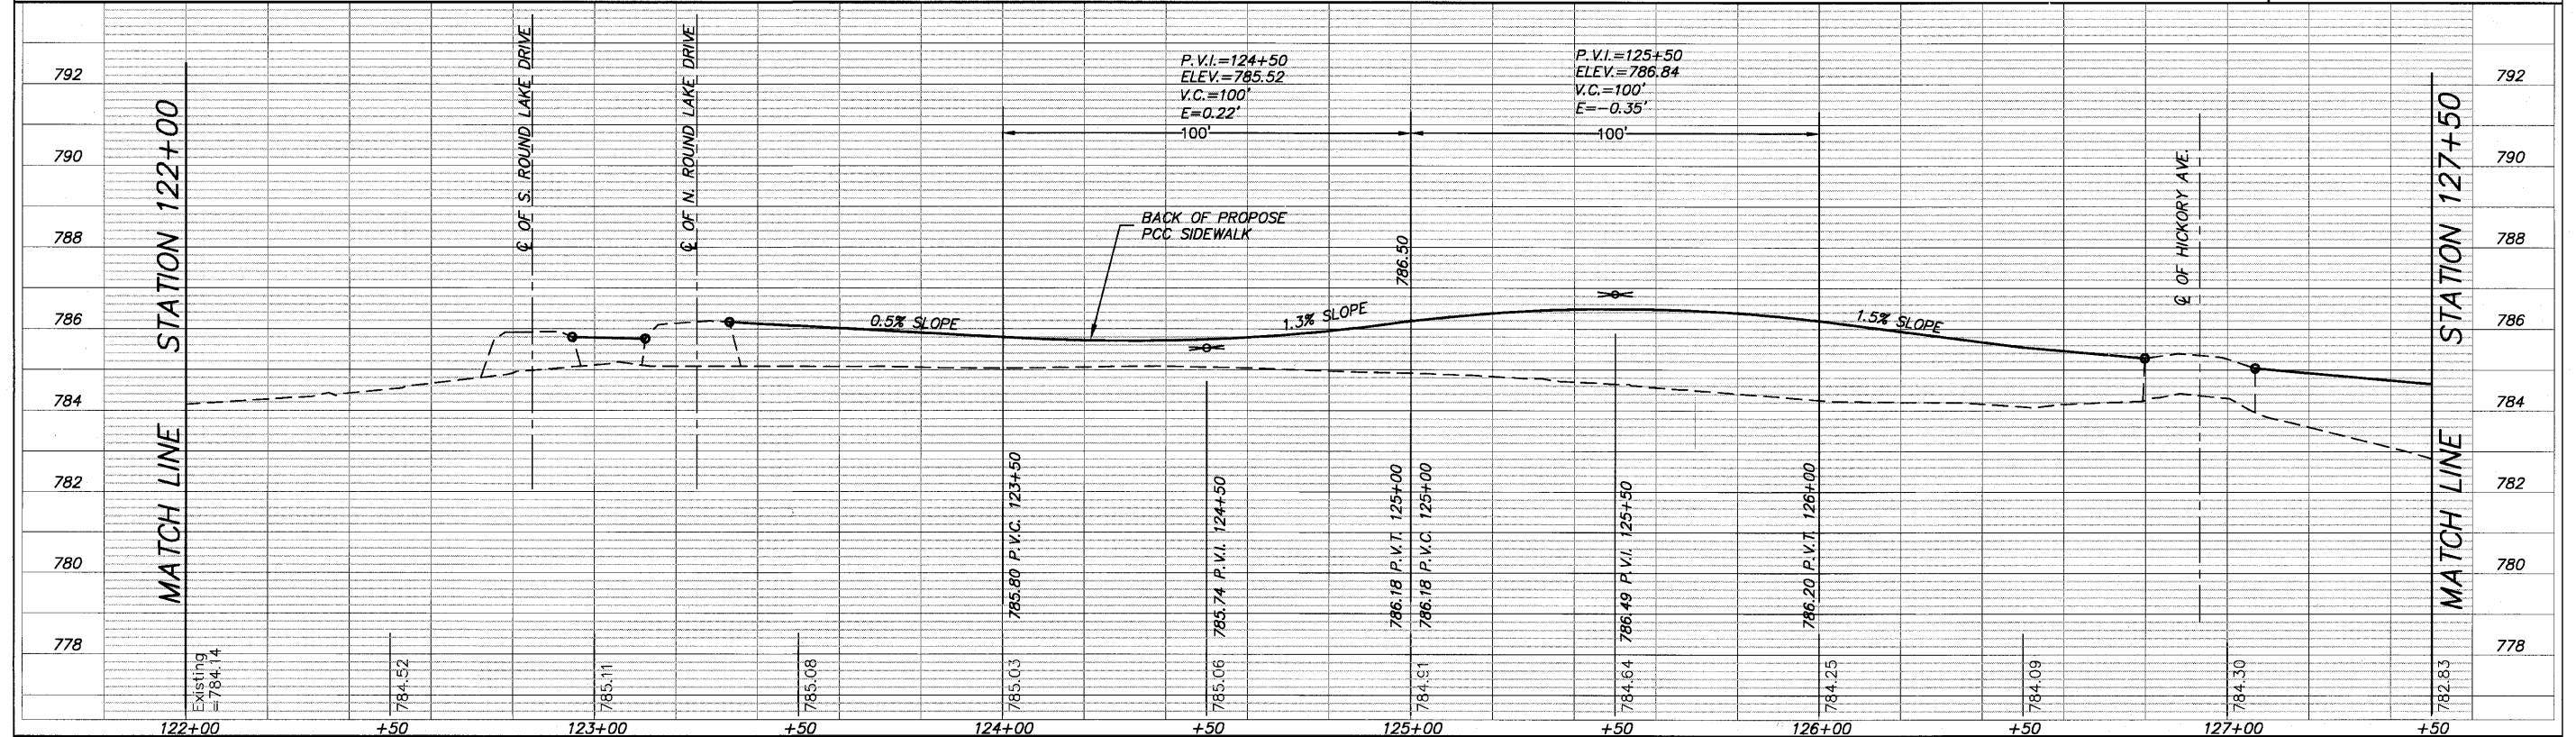 792
790
788
786
784
782
780
778
MATCH LINE STATION 122+00
℄ OF S. ROUND LAKE DRIVE
℄ OF N. ROUND LAKE DRIVE
P.V.I.=124+50
ELEV.=785.52
V.C.=100'
E=0.22'
100'
P.V.I.=125+50
ELEV.=786.84
V.C.=100'
E=-0.35'
100'
BACK OF PROPOSE
PCC SIDEWALK
786.50
0.5% SLOPE
1.3% SLOPE
1.5% SLOPE
℄ OF HICKORY AVE.
785.80 P.V.C. 123+50
785.74 P.V.I. 124+50
786.18 P.V.T. 125+00
786.18 P.V.C. 125+00
786.49 P.V.I. 125+50
786.20 P.V.T. 126+00
MATCH LINE STATION 127+50
792
790
788
786
784
782
780
778
Existing
=784.14
784.52
785.11
785.08
785.03
785.06
784.91
784.64
784.25
784.09
784.30
782.83
122+00
+50
123+00
+50
124+00
+50
125+00
+50
126+00
+50
127+00
+50